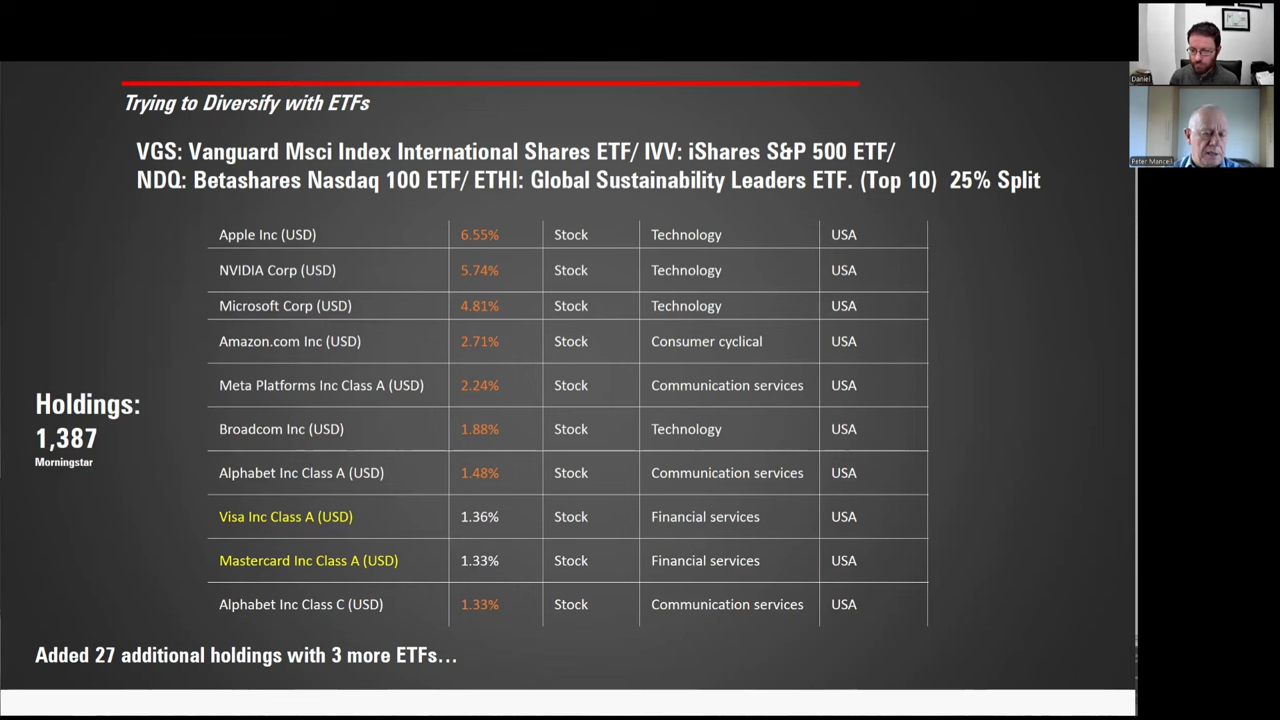 Trying to Diversify with ETFs
VGS: Vanguard Msci Index International Shares ETF/ IVV: iShares S&P 500 ETF/
NDQ: Betashares Nasdaq 100 ETF/ ETHI: Global Sustainability Leaders ETF. (Top 10) 25% Split
Apple Inc (USD) 6.55% Stock Technology USA
NVIDIA Corp (USD) 5.74% Stock Technology USA
Microsoft Corp (USD) 4.81% Stock Technology USA
Amazon.com Inc (USD) 2.71% Stock Consumer cyclical USA
Meta Platforms Inc Class A (USD) 2.24% Stock Communication services USA
Broadcom Inc (USD) 1.88% Stock Technology USA
Alphabet Inc Class A (USD) 1.48% Stock Communication services USA
Visa Inc Class A (USD) 1.36% Stock Financial services USA
Mastercard Inc Class A (USD) 1.33% Stock Financial services USA
Alphabet Inc Class C (USD) 1.33% Stock Communication services USA
Holdings:
1,387
Morningstar
Added 27 additional holdings with 3 more ETFs...
Daniel
Peter Mancell